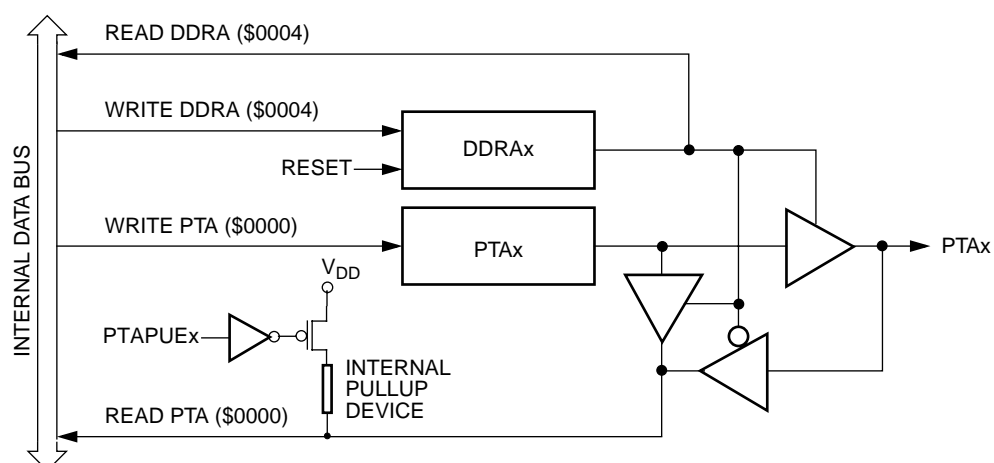 READ DDRA ($0004)
WRITE DDRA ($0004)
DDRAx
RESET
WRITE PTA ($0000)
PTAx
PTAx
VDD
PTAPUEx
INTERNAL
PULLUP
DEVICE
READ PTA ($0000)
INTERNAL DATA BUS